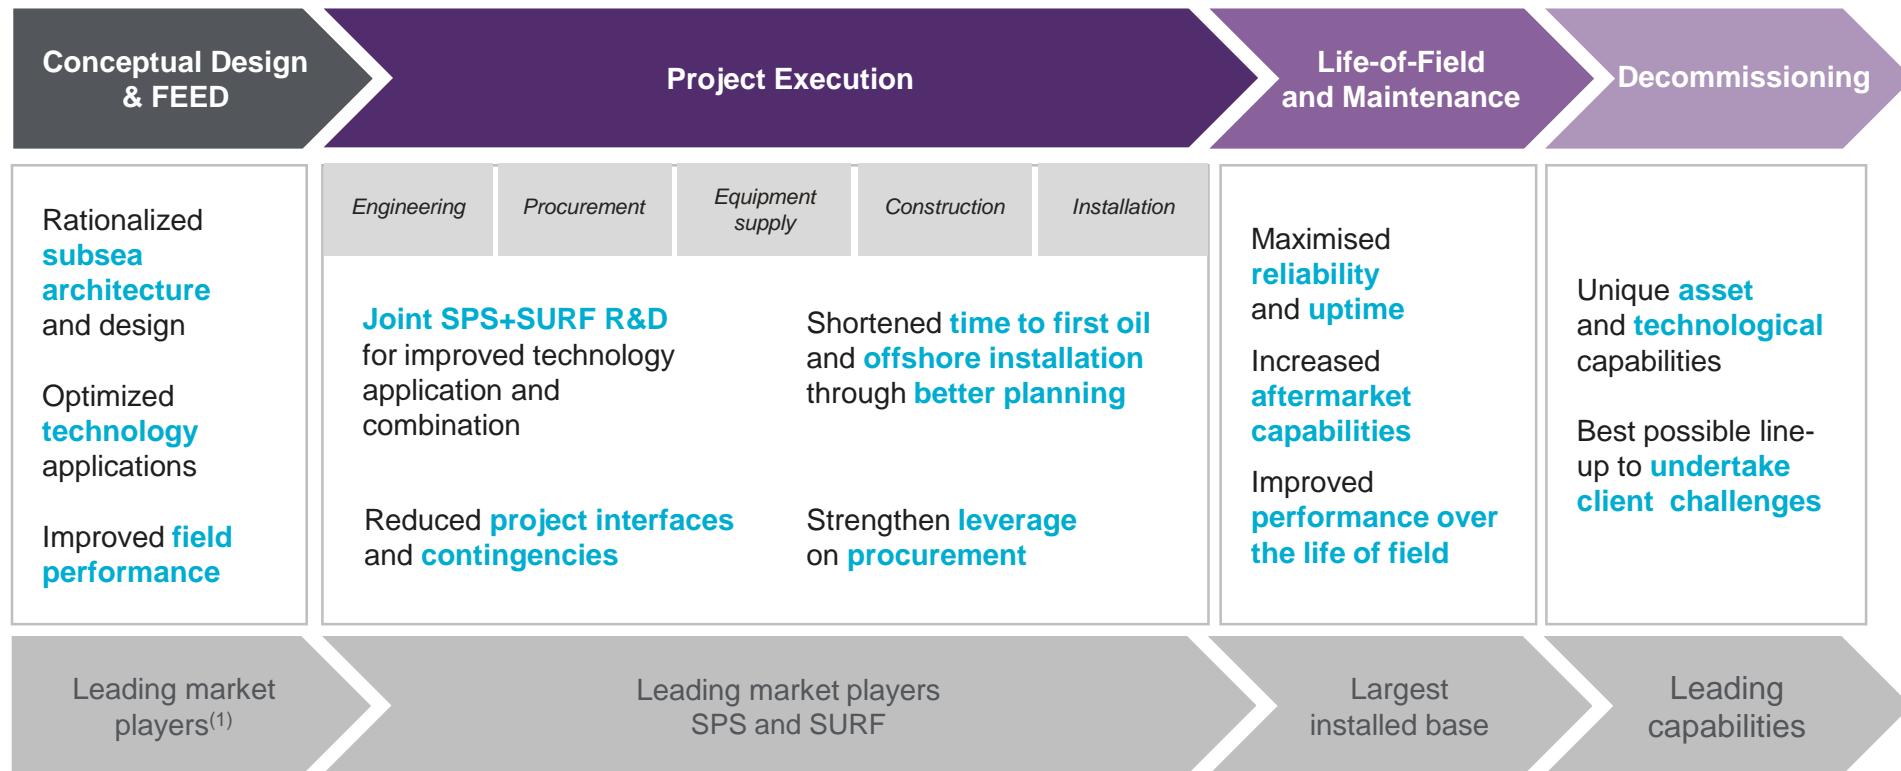 Conceptual Design
& FEED
Project Execution
Life-of-Field
and Maintenance
Decommissioning
Rationalized
subsea
architecture
and design
Optimized
technology
applications
Improved field
performance
Engineering
Procurement
Equipment
supply
Construction
Installation
Joint SPS+SURF R&D
for improved technology
application and
combination
Shortened time to first oil
and offshore installation
through better planning
Reduced project interfaces
and contingencies
Strengthen leverage
on procurement
Maximised
reliability
and uptime
Increased
aftermarket
capabilities
Improved
performance over
the life of field
Unique asset
and technological
capabilities
Best possible line-
up to undertake
client challenges
Leading market
players(1)
Leading market players
SPS and SURF
Largest
installed base
Leading
capabilities